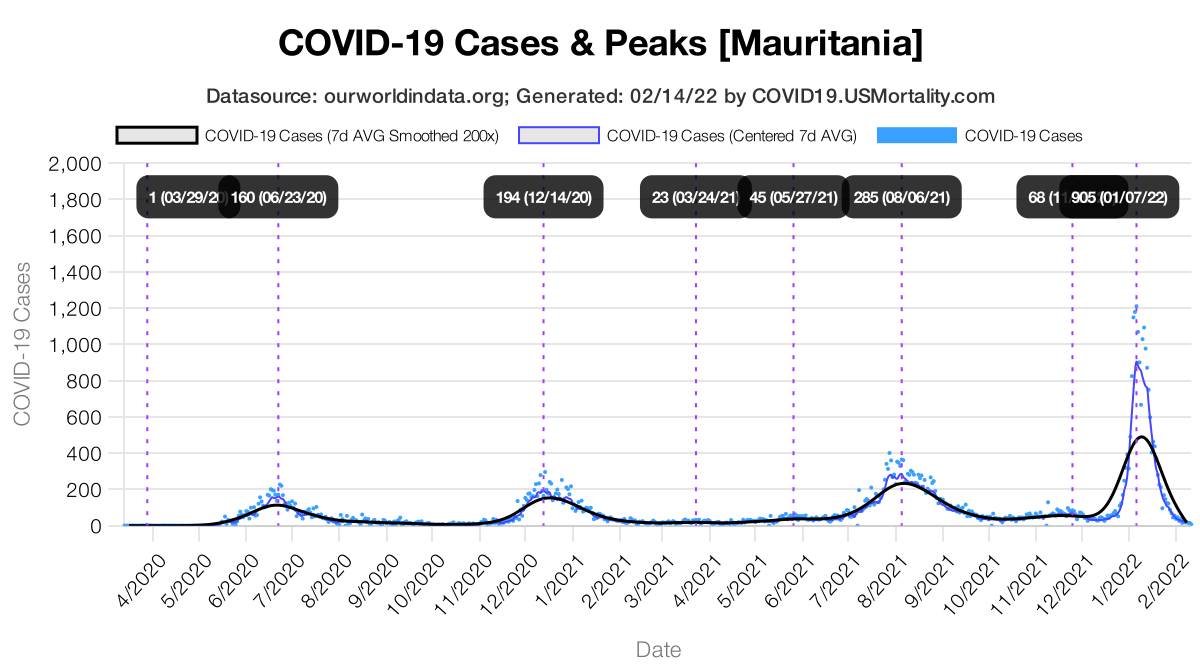 COVID-19 Cases & Peaks [Mauritania]
Datasource: ourworldindata.org; Generated: 02/14/22 by COVID19.USMortality.com
COVID-19 Cases (7d AVG Smoothed 200x) COVID-19 Cases (Centered 7d AVG) COVID-19 Cases
2,000
1,800
1,600
1,400
1,200
1,000
800
600
400
200
0
COVID-19 Cases
1 (03/29/20) 160 (06/23/20) 194 (12/14/20) 23 (03/24/21) 45 (05/27/21) 285 (08/06/21) 68 (1 905 (01/07/22)
4/2020 5/2020 6/2020 7/2020 8/2020 9/2020 10/2020 11/2020 12/2020 1/2021 2/2021 3/2021 4/2021 5/2021 6/2021 7/2021 8/2021 9/2021 10/2021 11/2021 12/2021 1/2022 2/2022
Date